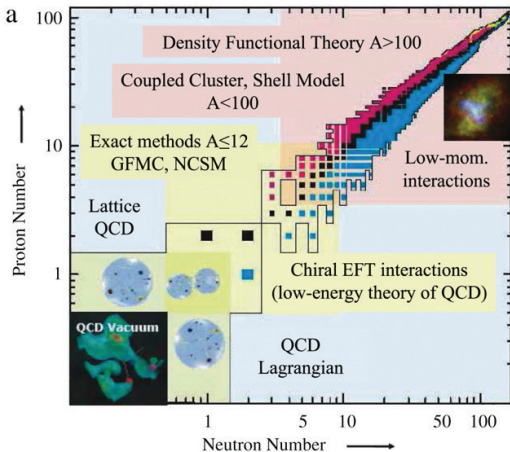 a
100
Density Functional Theory A>100
Coupled Cluster, Shell Model
A<100
Exact methods A≤12
GFMC, NCSM
10
Low-mom.
interactions
Lattice
QCD
Proton Number
1
Chiral EFT interactions
(low-energy theory of QCD)
QCD Vacuum
QCD
Lagrangian
1
5
10
50
100
Neutron Number